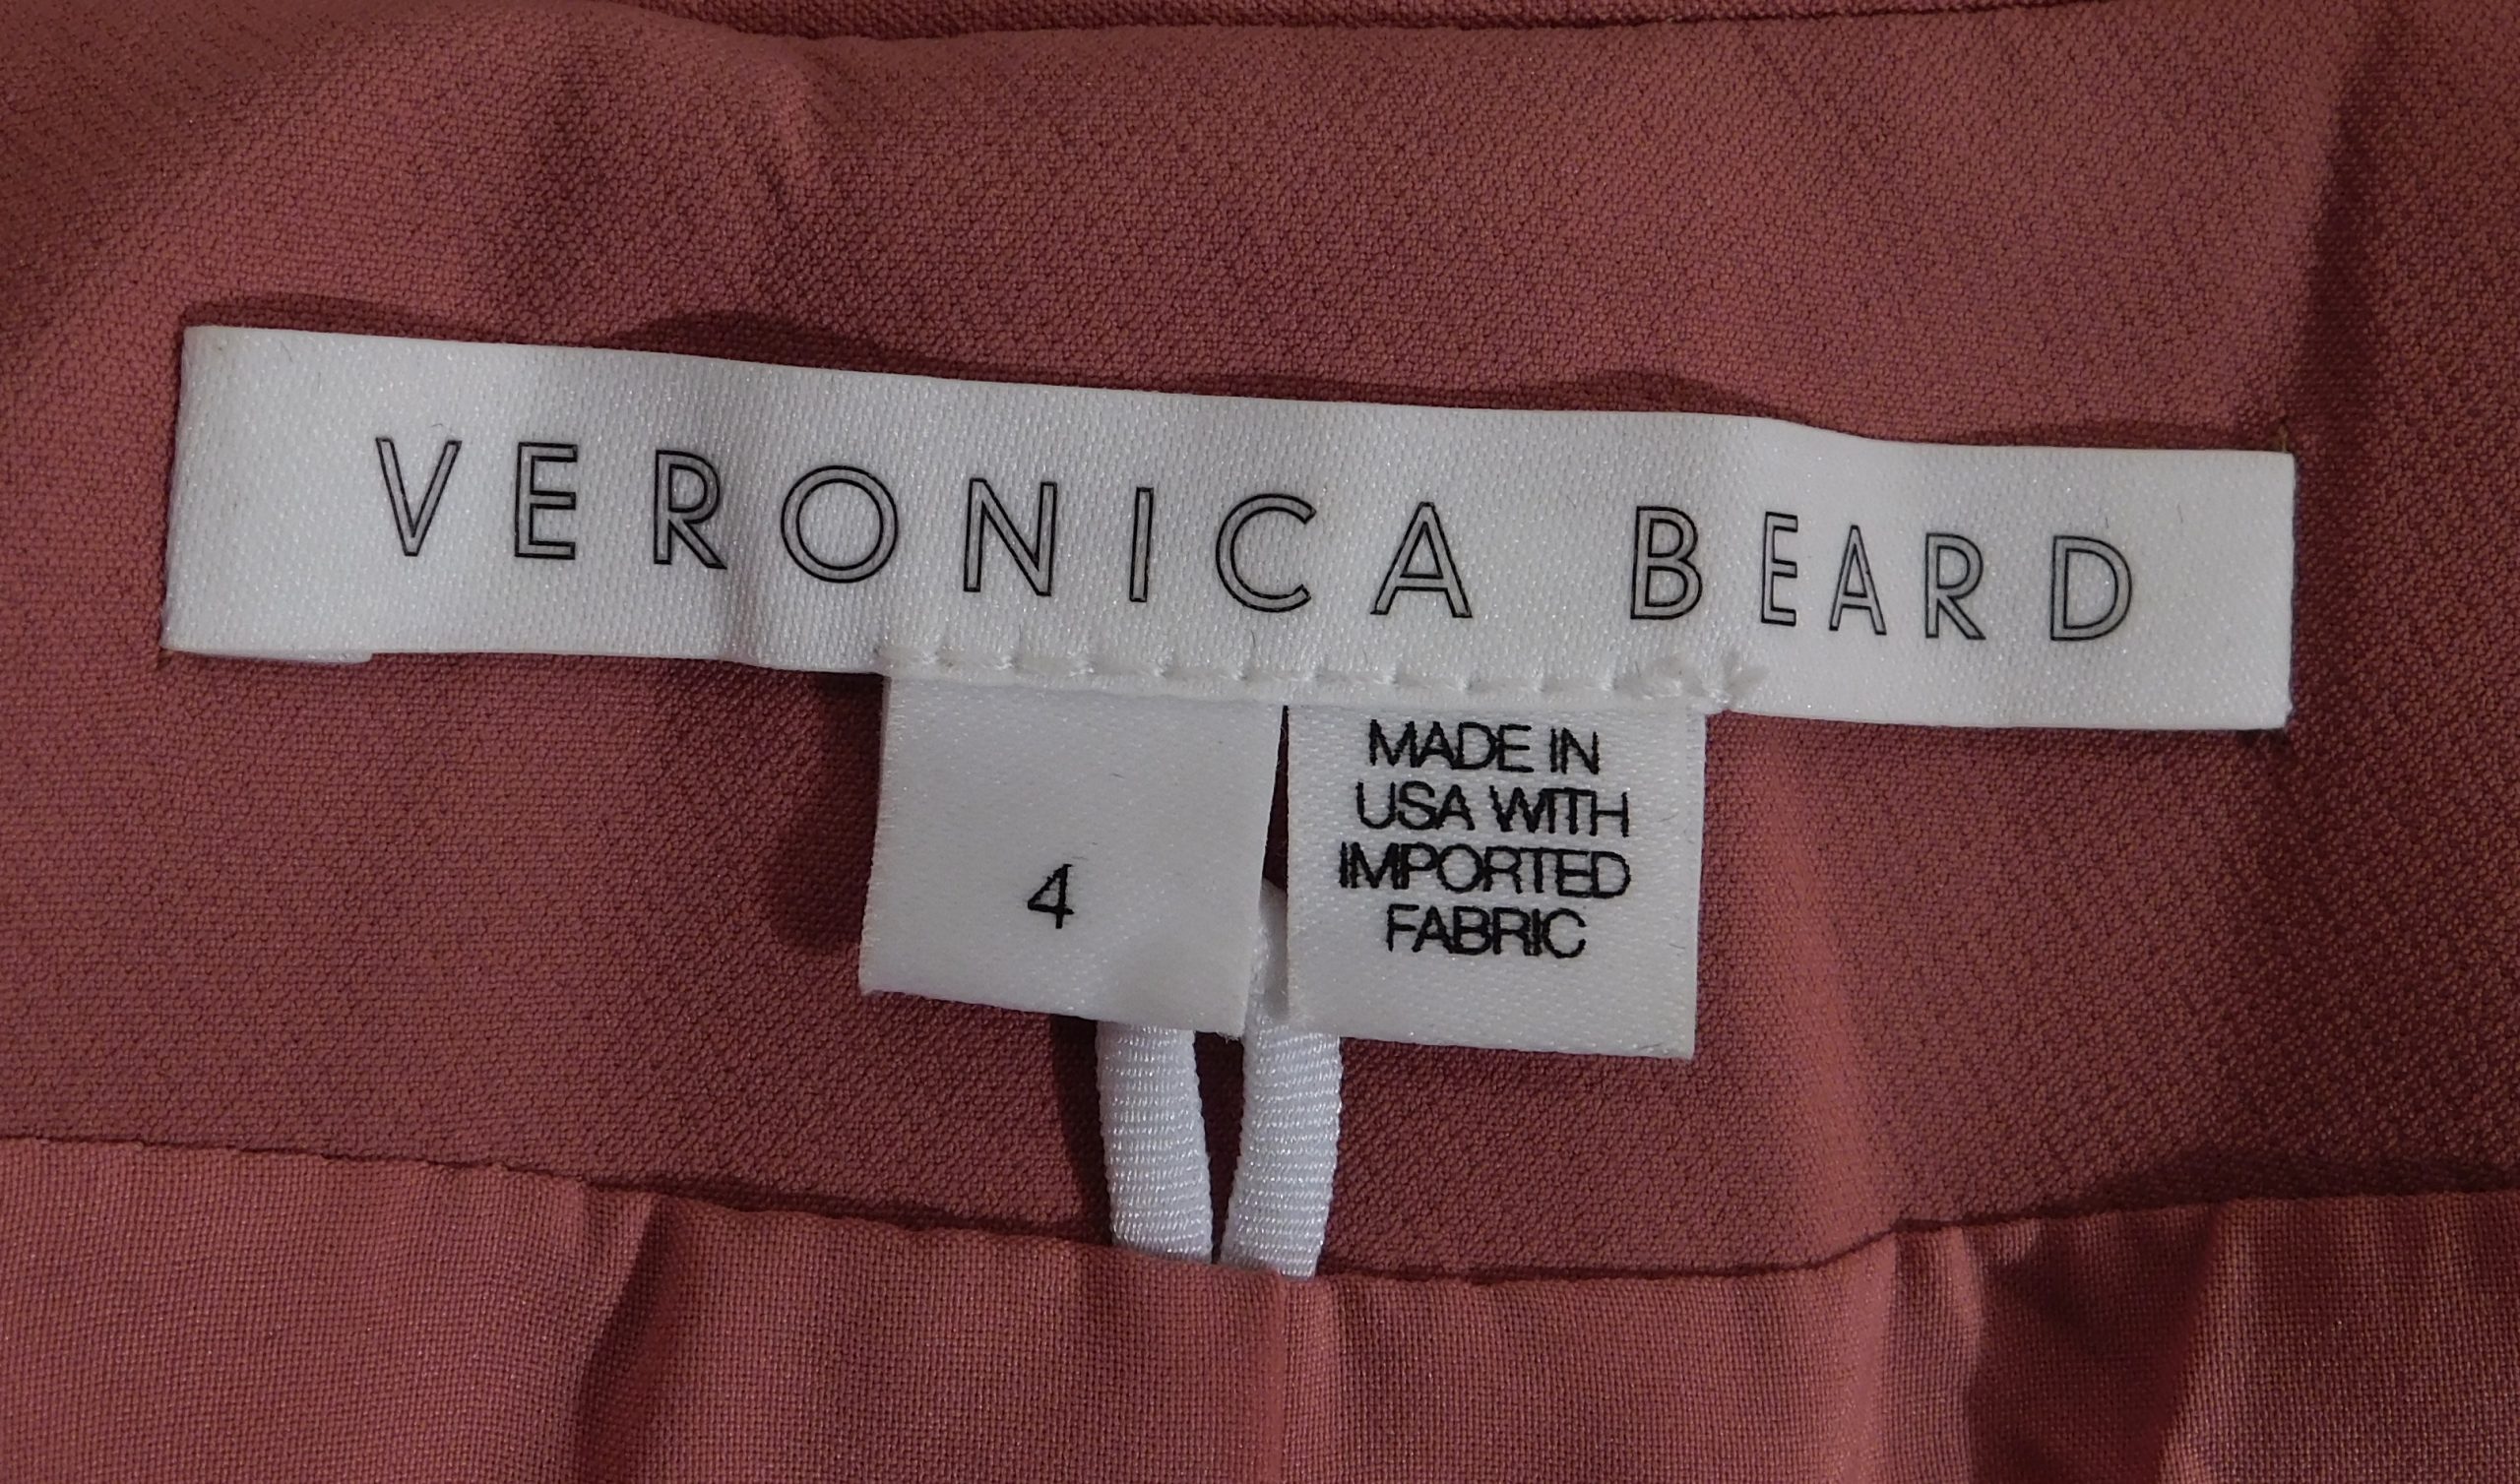 VERONICA BEARD
4
MADE IN
USA WITH
IMPORTED
FABRIC